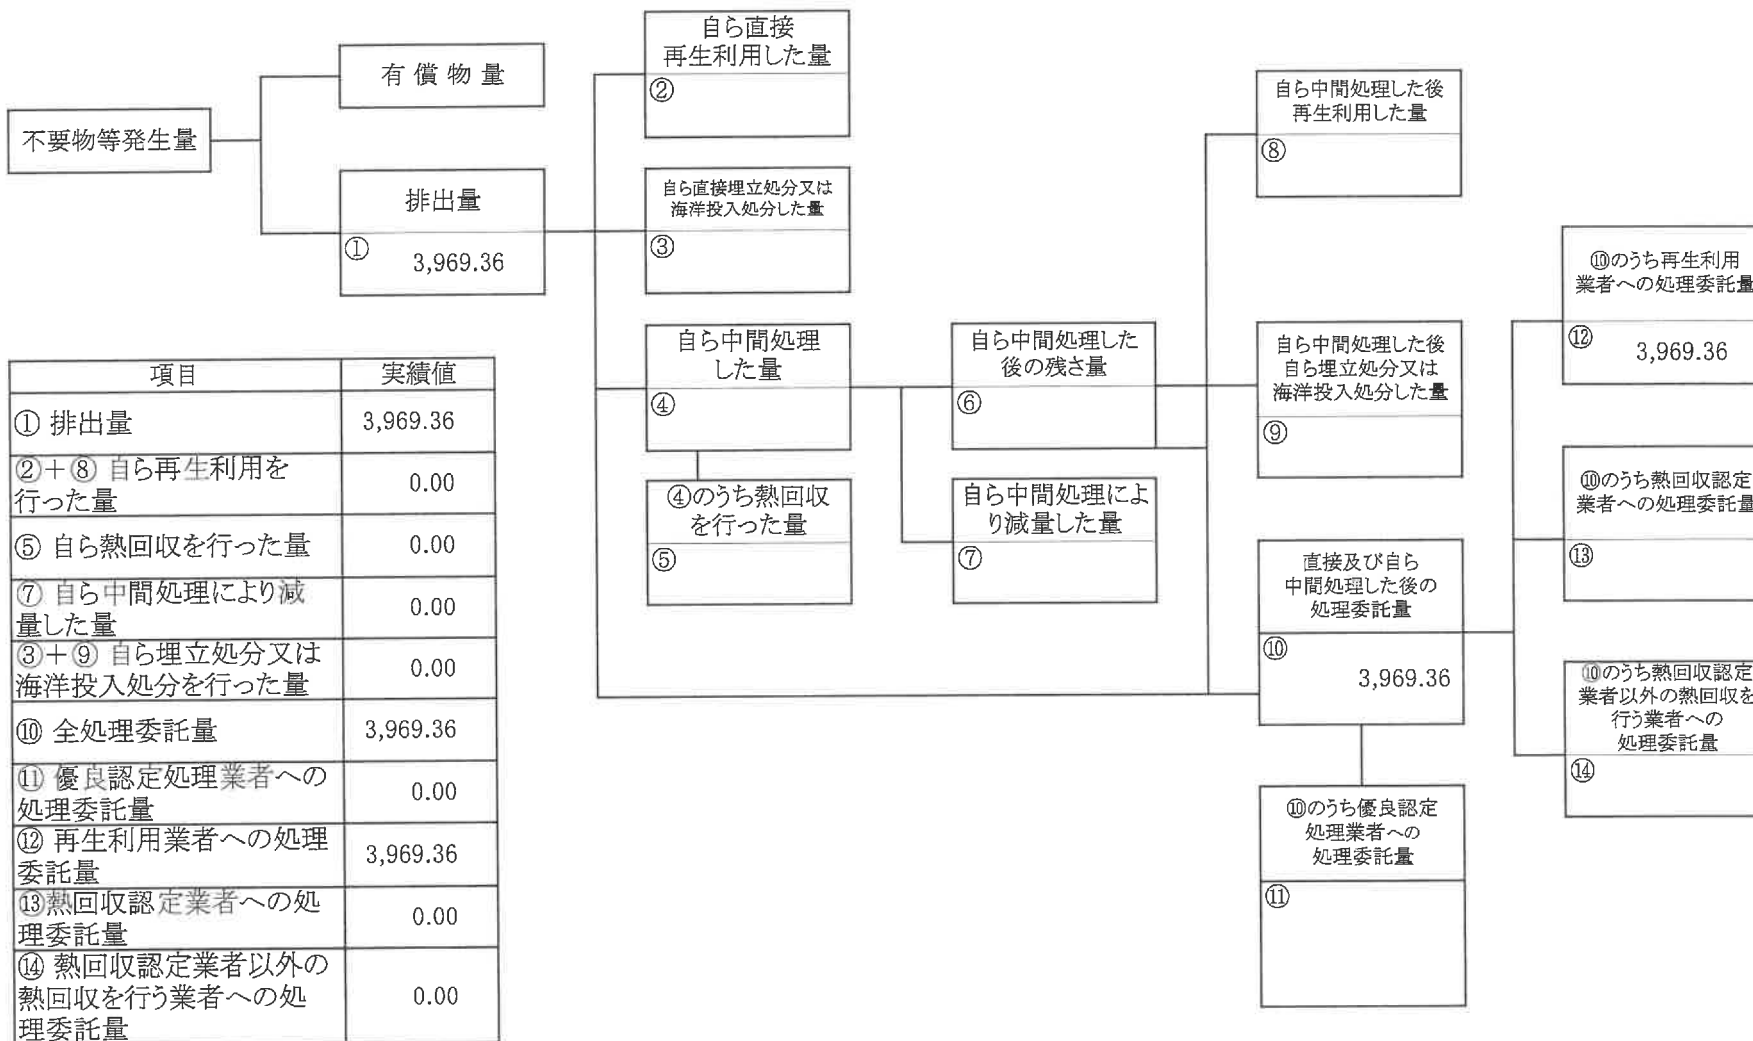 不要物等発生量
有償物量
排出量
①
3,969.36
自ら直接
再生利用した量
②
自ら直接埋立処分又は
海洋投入処分した量
③
自ら中間処理
した量
④
④のうち熱回収
を行った量
⑤
自ら中間処理した
後の残さ量
⑥
自ら中間処理によ
り減量した量
⑦
自ら中間処理した後
再生利用した量
⑧
自ら中間処理した後
自ら埋立処分又は
海洋投入処分した量
⑨
直接及び自ら
中間処理した後の
処理委託量
⑩
3,969.36
⑩のうち優良認定
処理業者への
処理委託量
⑪
⑩のうち再生利用
業者への処理委託量
⑫
3,969.36
⑩のうち熱回収認定
業者への処理委託量
⑬
⑩のうち熱回収認定
業者以外の熱回収を
行う業者への
処理委託量
⑭
項目 実績値
① 排出量 3,969.36
②+⑧ 自ら再生利用を
行った量 0.00
⑤ 自ら熱回収を行った量 0.00
⑦ 自ら中間処理により減
量した量 0.00
③+⑨ 自ら埋立処分又は
海洋投入処分を行った量 0.00
⑩ 全処理委託量 3,969.36
⑪ 優良認定処理業者への
処理委託量 0.00
⑫ 再生利用業者への処理
委託量 3,969.36
⑬熱回収認定業者への処
理委託量 0.00
⑭ 熱回収認定業者以外の
熱回収を行う業者への処
理委託量 0.00